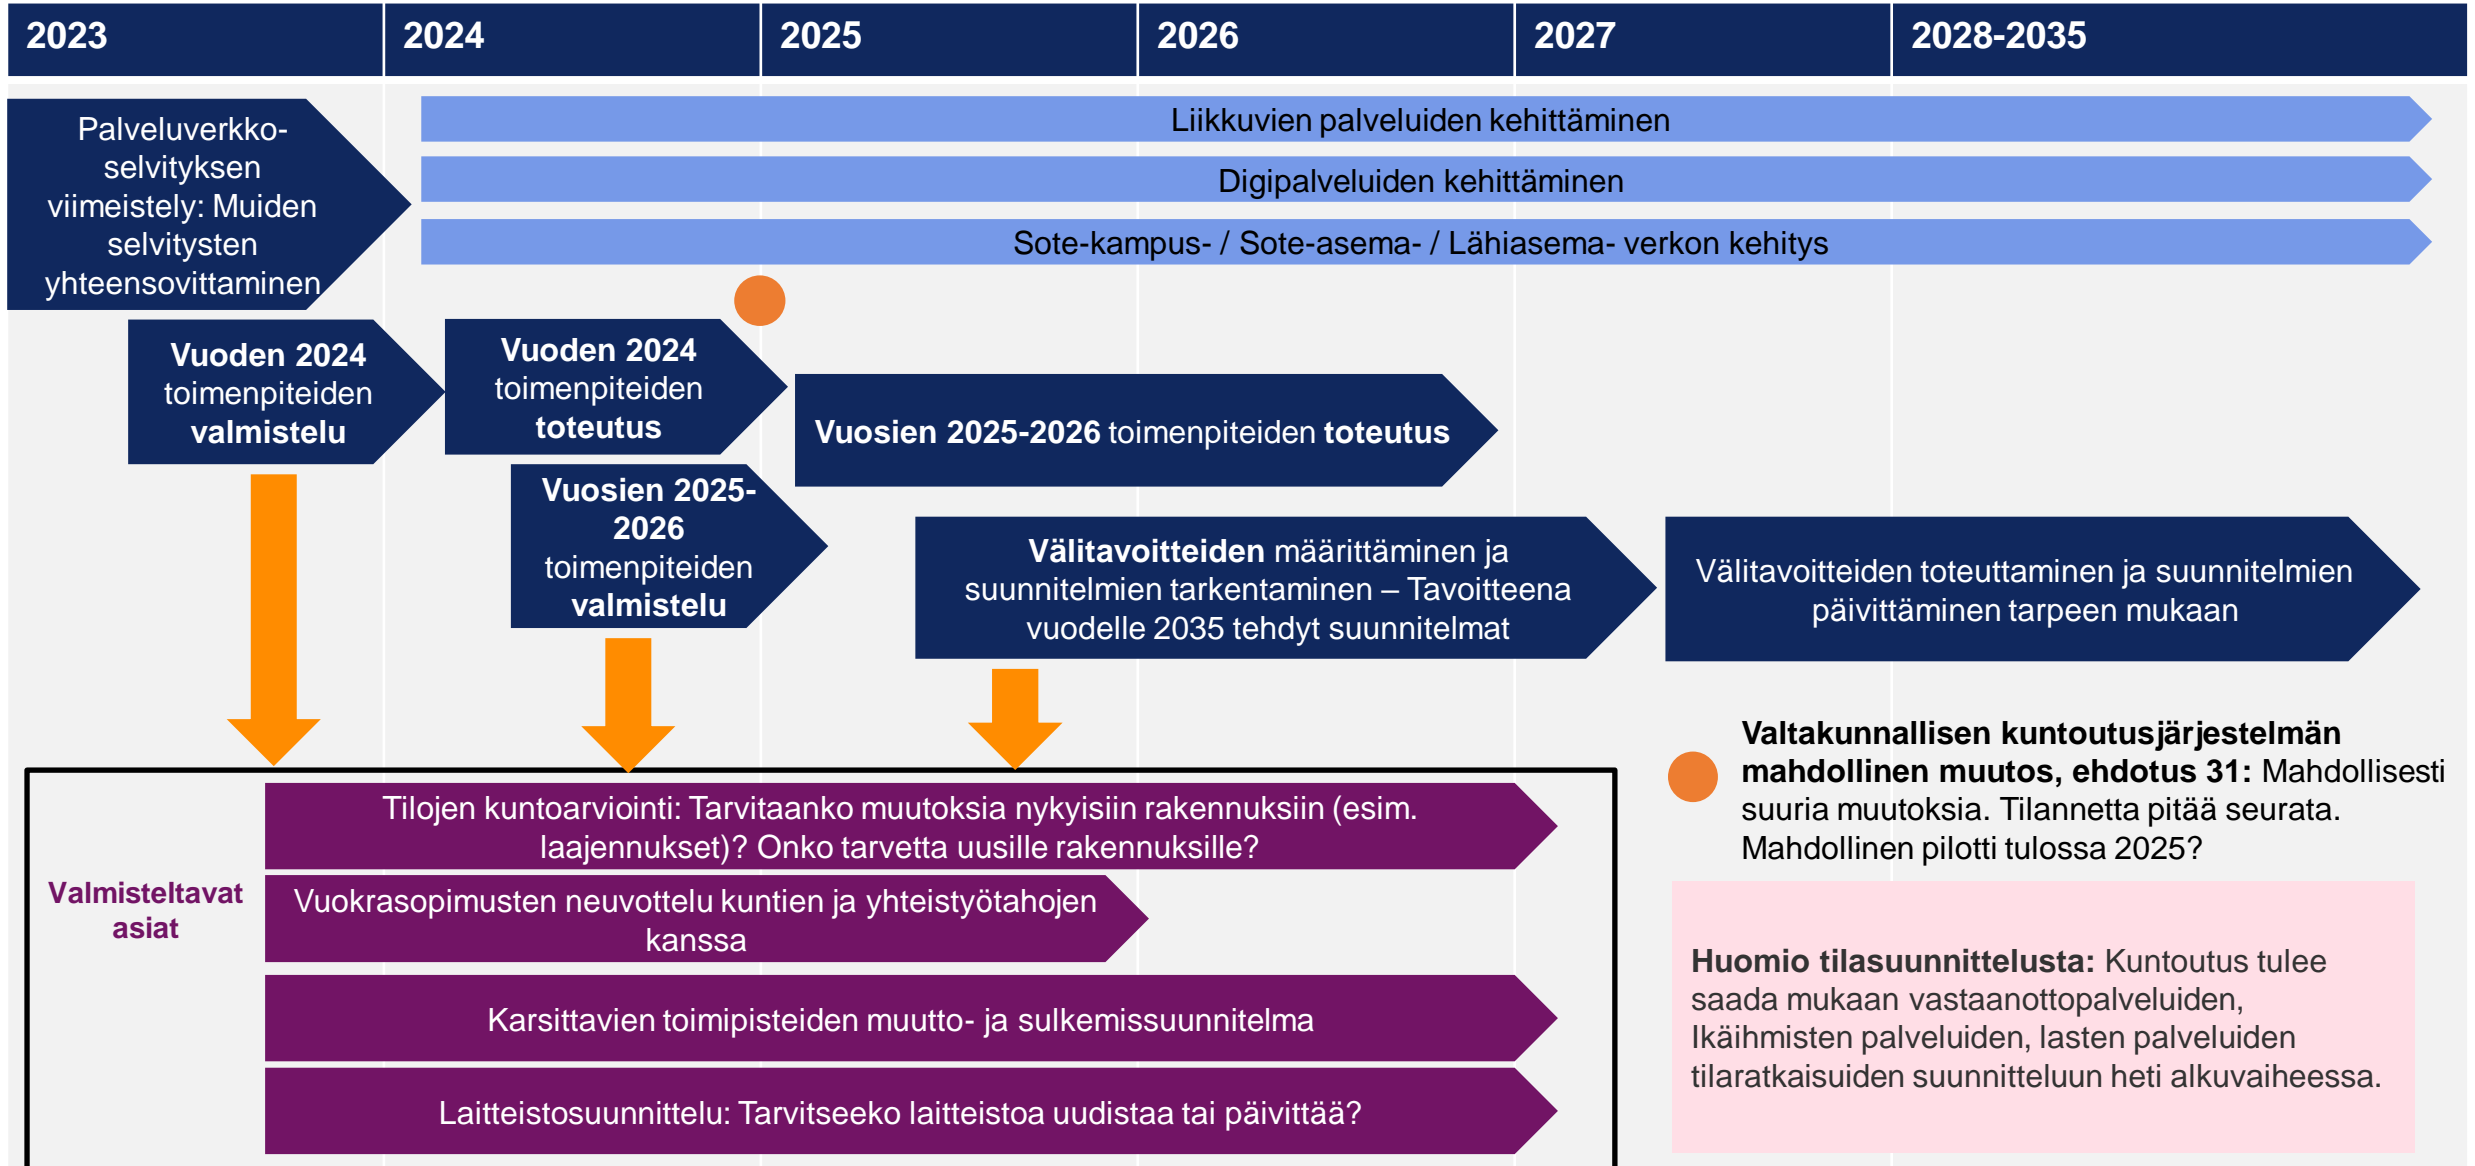 2023
2024
2025
2026
2027
2028-2035
Palveluverkko-
selvityksen
viimeistely: Muiden
selvitysten
yhteensovittaminen
Liikkuvien palveluiden kehittäminen
Digipalveluiden kehittäminen
Sote-kampus- / Sote-asema- / Lähiasema- verkon kehitys
Vuoden 2024
toimenpiteiden
valmistelu
Vuoden 2024
toimenpiteiden
toteutus
Vuosien 2025-2026 toimenpiteiden toteutus
Vuosien 2025-
2026
toimenpiteiden
valmistelu
Välitavoitteiden määrittäminen ja
suunnitelmien tarkentaminen – Tavoitteena
vuodelle 2035 tehdyt suunnitelmat
Välitavoitteiden toteuttaminen ja suunnitelmien
päivittäminen tarpeen mukaan
Valtakunnallisen kuntoutusjärjestelmän
mahdollinen muutos, ehdotus 31: Mahdollisesti
suuria muutoksia. Tilannetta pitää seurata.
Mahdollinen pilotti tulossa 2025?
Valmisteltavat
asiat
Tilojen kuntoarviointi: Tarvitaanko muutoksia nykyisiin rakennuksiin (esim.
laajennukset)? Onko tarvetta uusille rakennuksille?
Vuokrasopimusten neuvottelu kuntien ja yhteistyötahojen
kanssa
Karsittavien toimipisteiden muutto- ja sulkemissuunnitelma
Laitteistosuunnittelu: Tarvitseeko laitteistoa uudistaa tai päivittää?
Huomio tilasuunnittelusta: Kuntoutus tulee
saada mukaan vastaanottopalveluiden,
Ikäihmisten palveluiden, lasten palveluiden
tilaratkaisuiden suunnitteluun heti alkuvaiheessa.